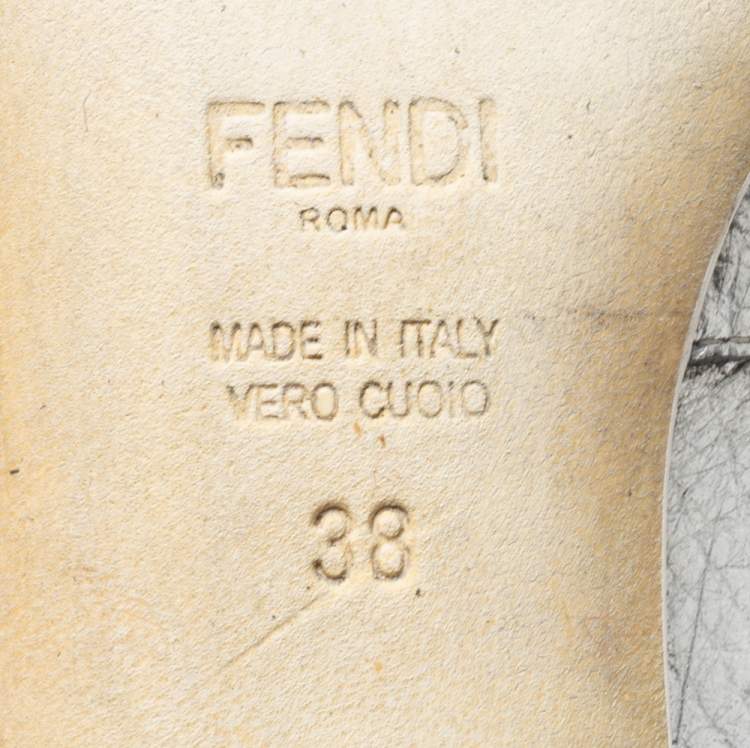 FENDI
ROMA
MADE IN ITALY
VERO CUOIO
38